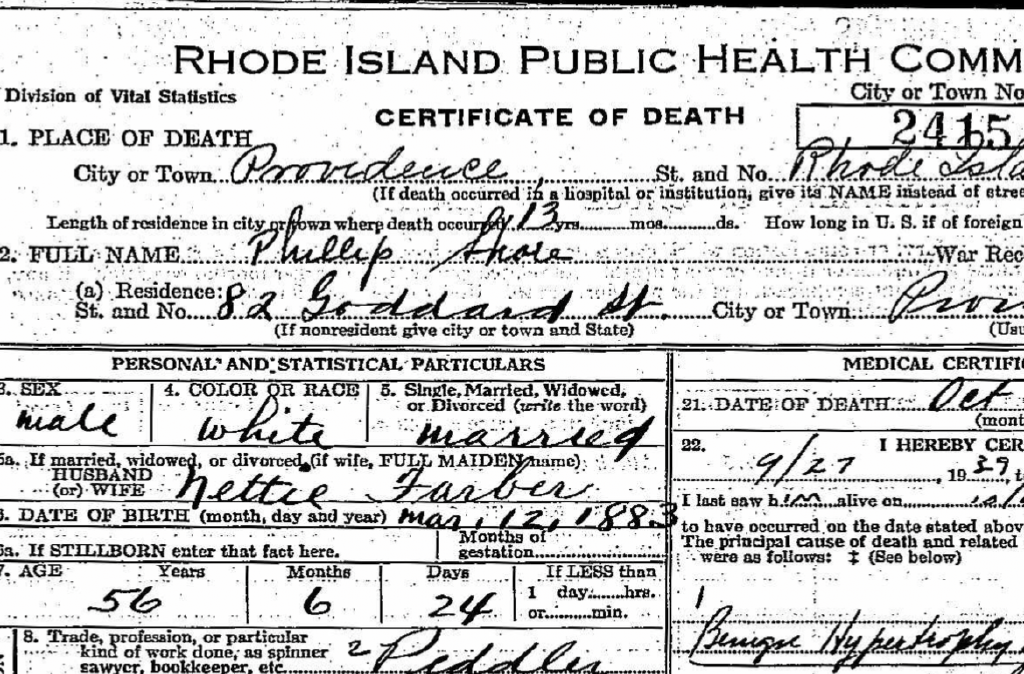 RHODE ISLAND PUBLIC HEALTH COMM
Division of Vital Statistics
City or Town No
CERTIFICATE OF DEATH
2415
1. PLACE OF DEATH
City or Town Providence, St. and No. Rhode Isla
(If death occurred in a hospital or institution, give its NAME instead of stree
Length of residence in city or town where death occurred 13 yrs. mos. ds. How long in U. S. if of foreign
2. FULL NAME Phillip Shore War Rec
(a) Residence:
St. and No. 82 Goddard St. City or Town Prov
(If nonresident give city or town and State) (Usu
PERSONAL AND STATISTICAL PARTICULARS
MEDICAL CERTIFIC
3. SEX
male
4. COLOR OR RACE
white
5. Single, Married, Widowed,
or Divorced (write the word)
married
5a. If married, widowed, or divorced (if wife, FULL MAIDEN name)
HUSBAND
(or) WIFE Nettie Farber
6. DATE OF BIRTH (month, day and year) Mar. 12, 1883
6a. If STILLBORN enter that fact here.
Months of
gestation
7. AGE Years Months Days If LESS than
56 6 24 1 day hrs.
or min.
8. Trade, profession, or particular
kind of work done, as spinner
sawyer, bookkeeper, etc. Peddler
21. DATE OF DEATH Oct
(mont
22. I HEREBY CER
9/27, 1939, t
I last saw him alive on
to have occurred on the date stated abov
The principal cause of death and related
were as follows: ‡ (See below)
1
Benign Hypertrophy